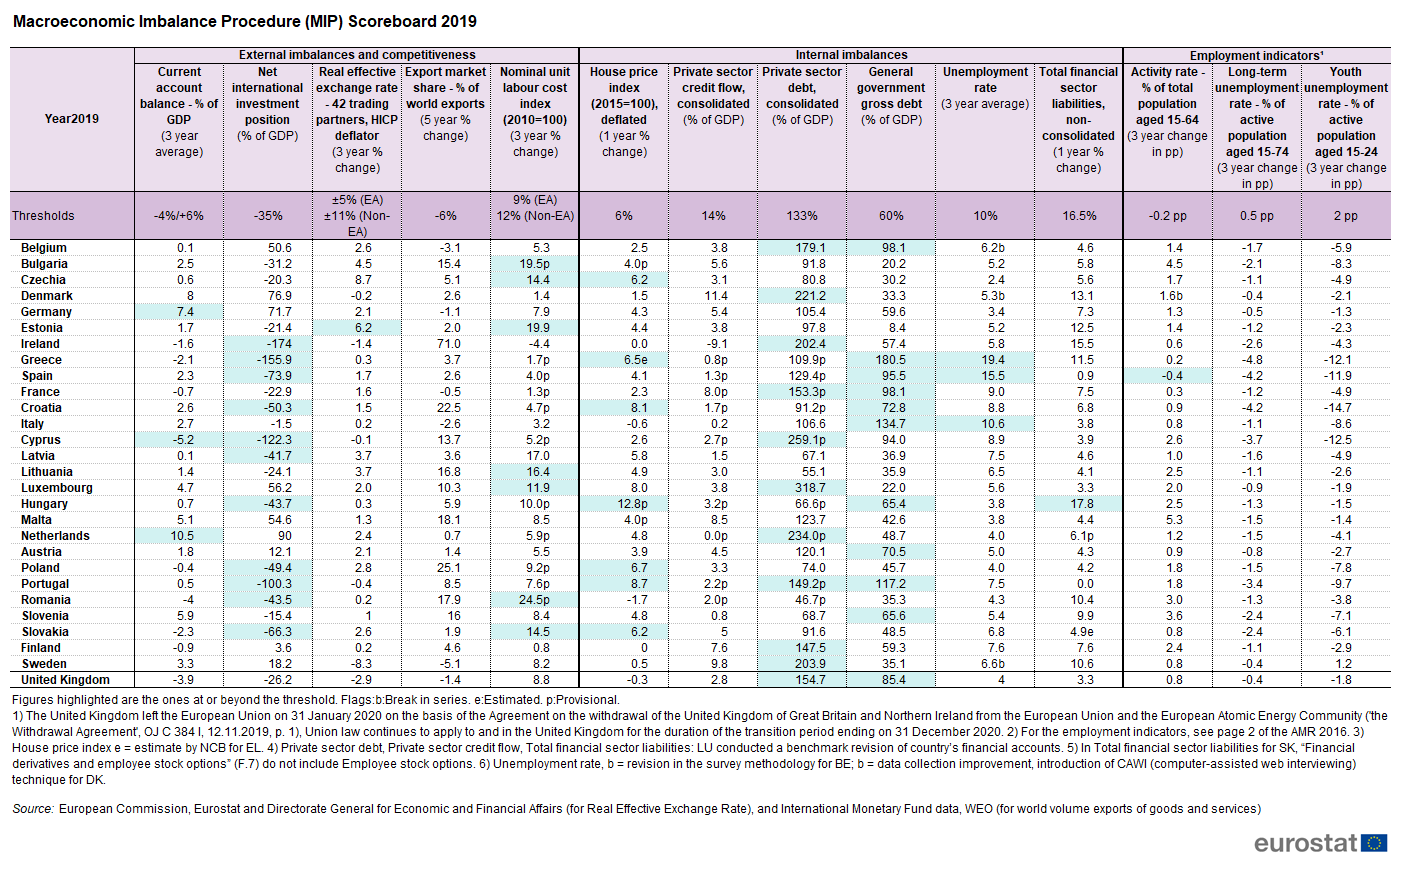 Macroeconomic Imbalance Procedure (MIP) Scoreboard 2019
External imbalances and competitiveness Internal imbalances Employment indicators¹
Year2019
Current account balance - % of GDP (3 year average)
Net international investment position (% of GDP)
Real effective exchange rate - 42 trading partners, HICP deflator (3 year % change)
Export market share - % of world exports (5 year % change)
Nominal unit labour cost index (2010=100) (3 year % change)
House price index (2015=100), deflated (1 year % change)
Private sector credit flow, consolidated (% of GDP)
Private sector debt, consolidated (% of GDP)
General government gross debt (% of GDP)
Unemployment rate (3 year average)
Total financial sector liabilities, non-consolidated (1 year % change)
Activity rate - % of total population aged 15-64 (3 year change in pp)
Long-term unemployment rate - % of active population aged 15-74 (3 year change in pp)
Youth unemployment rate - % of active population aged 15-24 (3 year change in pp)
Thresholds -4%/+6% -35% ±5% (EA) ±11% (Non-EA) -6% 9% (EA) 12% (Non-EA) 6% 14% 133% 60% 10% 16.5% -0.2 pp 0.5 pp 2 pp
Belgium 0.1 50.6 2.6 -3.1 5.3 2.5 3.8 179.1 98.1 6.2b 4.6 1.4 -1.7 -5.9
Bulgaria 2.5 -31.2 4.5 15.4 19.5p 4.0p 5.6 91.8 20.2 5.2 5.8 4.5 -2.1 -8.3
Czechia 0.6 -20.3 8.7 5.1 14.4 6.2 3.1 80.8 30.2 2.4 5.6 1.7 -1.1 -4.9
Denmark 8 76.9 -0.2 2.6 1.4 1.5 11.4 221.2 33.3 5.3b 13.1 1.6b -0.4 -2.1
Germany 7.4 71.7 2.1 -1.1 7.9 4.3 5.4 105.4 59.6 3.4 7.3 1.3 -0.5 -1.3
Estonia 1.7 -21.4 6.2 2.0 19.9 4.4 3.8 97.8 8.4 5.2 12.5 1.4 -1.2 -2.3
Ireland -1.6 -174 -1.4 71.0 -4.4 0.0 -9.1 202.4 57.4 5.8 15.5 0.6 -2.6 -4.3
Greece -2.1 -155.9 0.3 3.7 1.7p 6.5e 0.8p 109.9p 180.5 19.4 11.5 0.2 -4.8 -12.1
Spain 2.3 -73.9 1.7 2.6 4.0p 4.1 1.3p 129.4p 95.5 15.5 0.9 -0.4 -4.2 -11.9
France -0.7 -22.9 1.6 -0.5 1.3p 2.3 8.0p 153.3p 98.1 9.0 7.5 0.3 -1.2 -4.9
Croatia 2.6 -50.3 1.5 22.5 4.7p 8.1 1.7p 91.2p 72.8 8.8 6.8 0.9 -4.2 -14.7
Italy 2.7 -1.5 0.2 -2.6 3.2 -0.6 0.2 106.6 134.7 10.6 3.8 0.8 -1.1 -8.6
Cyprus -5.2 -122.3 -0.1 13.7 5.2p 2.6 2.7p 259.1p 94.0 8.9 3.9 2.6 -3.7 -12.5
Latvia 0.1 -41.7 3.7 3.6 17.0 5.8 1.5 67.1 36.9 7.5 4.6 1.0 -1.6 -4.9
Lithuania 1.4 -24.1 3.7 16.8 16.4 4.9 3.0 55.1 35.9 6.5 4.1 2.5 -1.1 -2.6
Luxembourg 4.7 56.2 2.0 10.3 11.9 8.0 3.8 318.7 22.0 5.6 3.3 2.0 -0.9 -1.9
Hungary 0.7 -43.7 0.3 5.9 10.0p 12.8p 3.2p 66.6p 65.4 3.8 17.8 2.5 -1.3 -1.5
Malta 5.1 54.6 1.3 18.1 8.5 4.0p 8.5 123.7 42.6 3.8 4.4 5.3 -1.5 -1.4
Netherlands 10.5 90 2.4 0.7 5.9p 4.8 0.0p 234.0p 48.7 4.0 6.1p 1.2 -1.5 -4.1
Austria 1.8 12.1 2.1 1.4 5.5 3.9 4.5 120.1 70.5 5.0 4.3 0.9 -0.8 -2.7
Poland -0.4 -49.4 2.8 25.1 9.2p 6.7 3.3 74.0 45.7 4.0 4.2 1.8 -1.5 -7.8
Portugal 0.5 -100.3 -0.4 8.5 7.6p 8.7 2.2p 149.2p 117.2 7.5 0.0 1.8 -3.4 -9.7
Romania -4 -43.5 0.2 17.9 24.5p -1.7 2.0p 46.7p 35.3 4.3 10.4 3.0 -1.3 -3.8
Slovenia 5.9 -15.4 1 16 8.4 4.8 0.8 68.7 65.6 5.4 9.9 3.6 -2.4 -7.1
Slovakia -2.3 -66.3 2.6 1.9 14.5 6.2 5 91.6 48.5 6.8 4.9e 0.8 -2.4 -6.1
Finland -0.9 3.6 0.2 4.6 0.8 0 7.6 147.5 59.3 7.6 7.6 2.4 -1.1 -2.9
Sweden 3.3 18.2 -8.3 -5.1 8.2 0.5 9.8 203.9 35.1 6.6b 10.6 0.8 -0.4 1.2
United Kingdom -3.9 -26.2 -2.9 -1.4 8.8 -0.3 2.8 154.7 85.4 4 3.3 0.8 -0.4 -1.8
Figures highlighted are the ones at or beyond the threshold. Flags:b:Break in series. e:Estimated. p:Provisional.
1) The United Kingdom left the European Union on 31 January 2020 on the basis of the Agreement on the withdrawal of the United Kingdom of Great Britain and Northern Ireland from the European Union and the European Atomic Energy Community ('the
Withdrawal Agreement', OJ C 384 I, 12.11.2019, p. 1), Union law continues to apply to and in the United Kingdom for the duration of the transition period ending on 31 December 2020. 2) For the employment indicators, see page 2 of the AMR 2016. 3)
House price index e = estimate by NCB for EL. 4) Private sector debt, Private sector credit flow, Total financial sector liabilities: LU conducted a benchmark revision of country's financial accounts. 5) In Total financial sector liabilities for SK, “Financial
derivatives and employee stock options” (F.7) do not include Employee stock options. 6) Unemployment rate, b = revision in the survey methodology for BE; b = data collection improvement, introduction of CAWI (computer-assisted web interviewing)
technique for DK.
Source: European Commission, Eurostat and Directorate General for Economic and Financial Affairs (for Real Effective Exchange Rate), and International Monetary Fund data, WEO (for world volume exports of goods and services)
eurostat